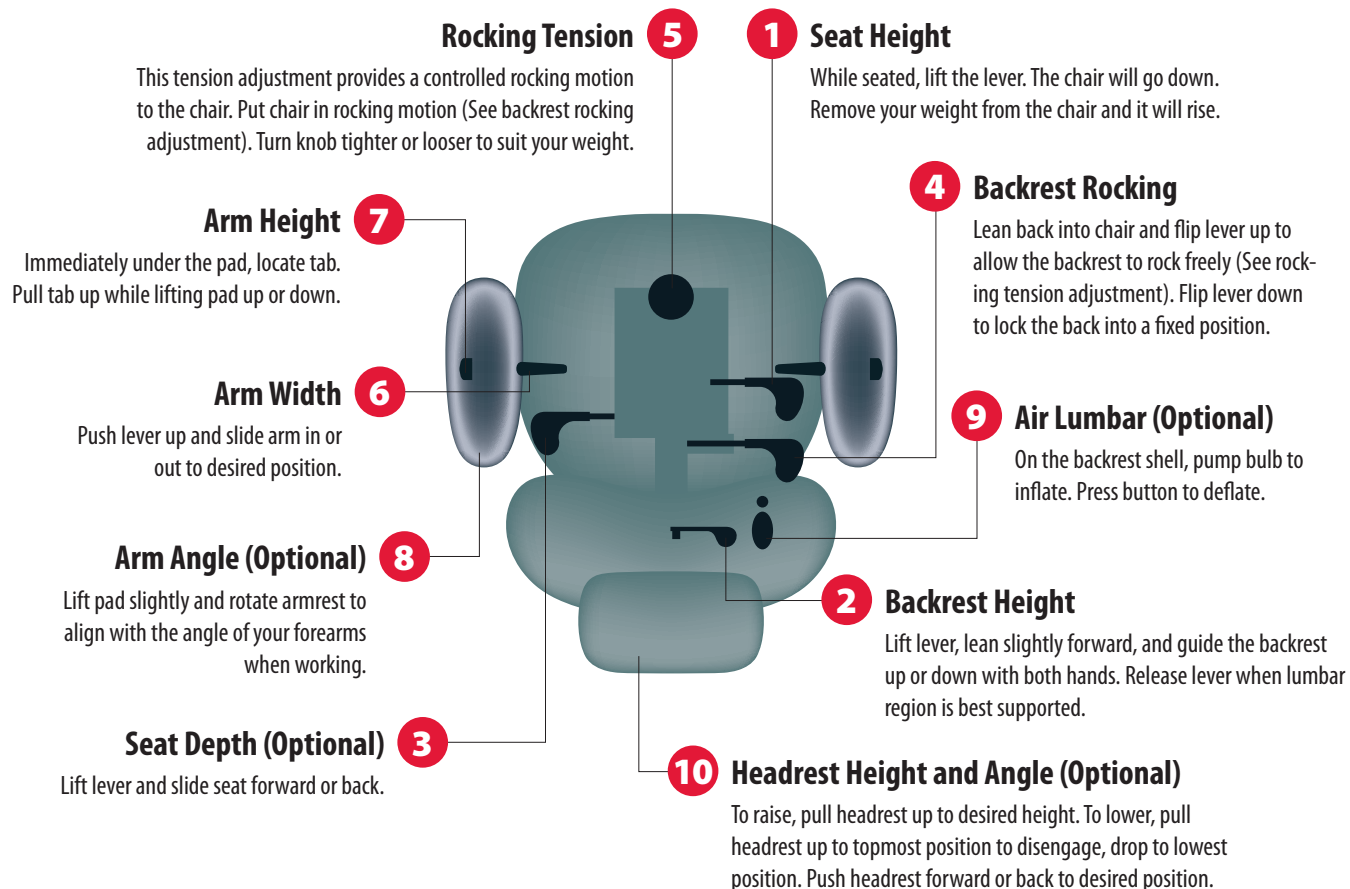 Rocking Tension 5
This tension adjustment provides a controlled rocking motion
to the chair. Put chair in rocking motion (See backrest rocking
adjustment). Turn knob tighter or looser to suit your weight.
1 Seat Height
While seated, lift the lever. The chair will go down.
Remove your weight from the chair and it will rise.
4 Backrest Rocking
Lean back into chair and flip lever up to
allow the backrest to rock freely (See rock-
ing tension adjustment). Flip lever down
to lock the back into a fixed position.
Arm Height 7
Immediately under the pad, locate tab.
Pull tab up while lifting pad up or down.
Arm Width 6
Push lever up and slide arm in or
out to desired position.
9 Air Lumbar (Optional)
On the backrest shell, pump bulb to
inflate. Press button to deflate.
Arm Angle (Optional) 8
Lift pad slightly and rotate armrest to
align with the angle of your forearms
when working.
2 Backrest Height
Lift lever, lean slightly forward, and guide the backrest
up or down with both hands. Release lever when lumbar
region is best supported.
Seat Depth (Optional) 3
Lift lever and slide seat forward or back.
10 Headrest Height and Angle (Optional)
To raise, pull headrest up to desired height. To lower, pull
headrest up to topmost position to disengage, drop to lowest
position. Push headrest forward or back to desired position.